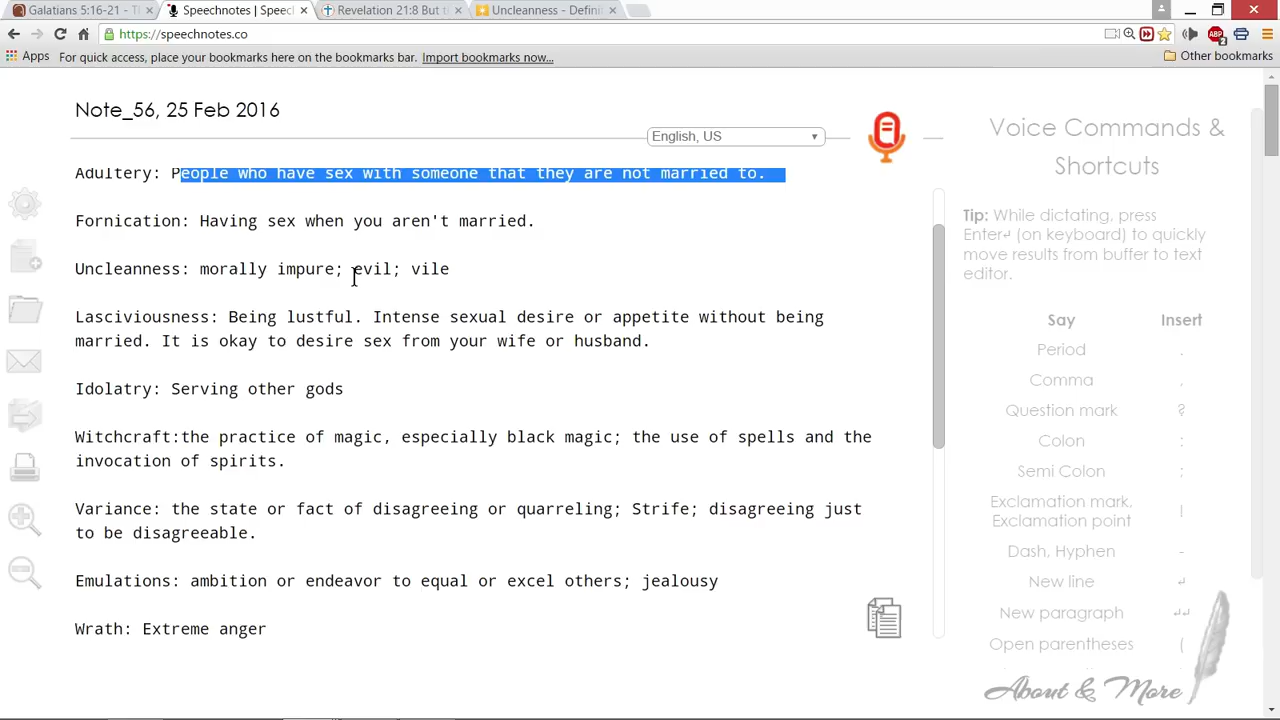 Galatians 5:16-21 - T
Speechnotes | Speec
Revelation 21:8 But t
Uncleanness - Defini
https://speechnotes.co
ABP
2
Apps
For quick access, place your bookmarks here on the bookmarks bar. Import bookmarks now...
Other bookmarks
Note_56, 25 Feb 2016
English, US
Adultery: People who have sex with someone that they are not married to.
Fornication: Having sex when you aren't married.
Uncleanness: morally impure; evil; vile
Lasciviousness: Being lustful. Intense sexual desire or appetite without being
married. It is okay to desire sex from your wife or husband.
Idolatry: Serving other gods
Witchcraft:the practice of magic, especially black magic; the use of spells and the
invocation of spirits.
Variance: the state or fact of disagreeing or quarreling; Strife; disagreeing just
to be disagreeable.
Emulations: ambition or endeavor to equal or excel others; jealousy
Wrath: Extreme anger
Voice Commands &
Shortcuts
Tip: While dictating, press
Enter↵ (on keyboard) to quickly
move results from buffer to text
editor.
Say Insert
Period .
Comma ,
Question mark ?
Colon :
Semi Colon ;
Exclamation mark, !
Exclamation point
Dash, Hyphen -
New line ↵
New paragraph ↵↵
Open parentheses (
About & More